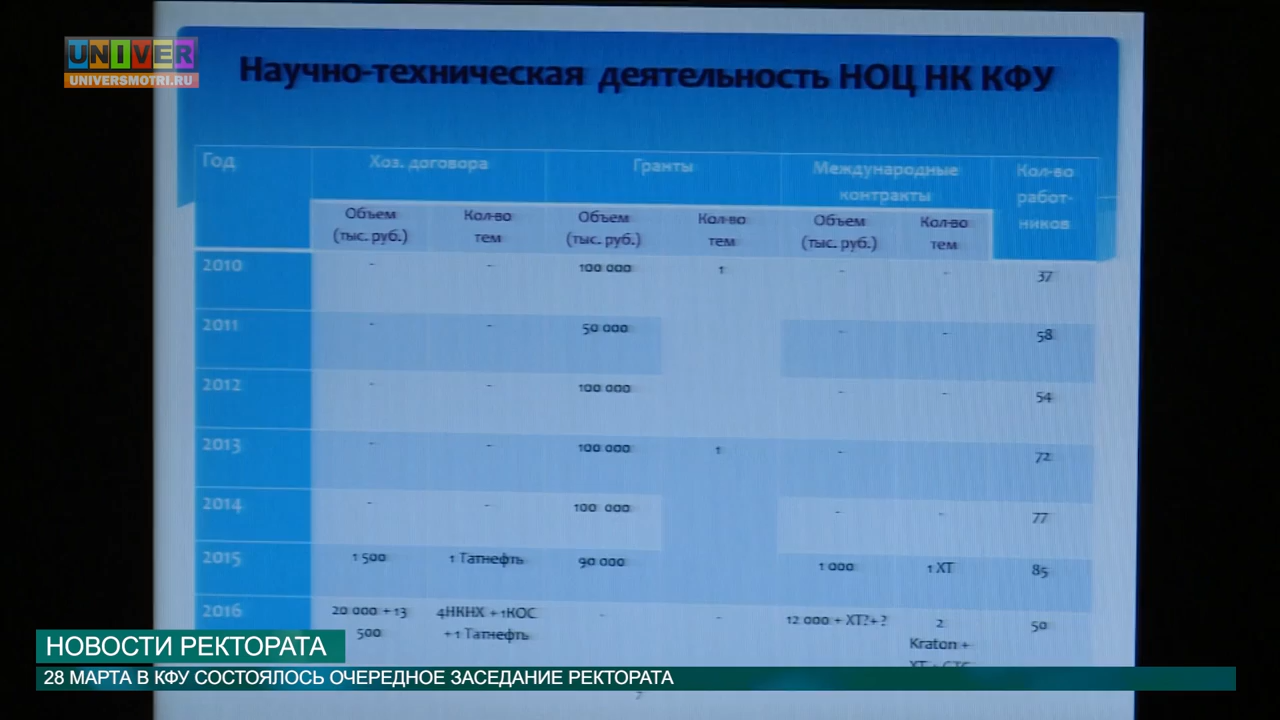 UNIVER
UNIVERSMOTRI.RU
Научно-техническая деятельность НОЦ НК КФУ
Год Хоз. договора Гранты Международные контракты Кол-во работ-ников
Объем (тыс. руб.) Кол-во тем Объем (тыс. руб.) Кол-во тем Объем (тыс. руб.) Кол-во тем
2010 - - 100 000 1 - - 37
2011 - - 50 000 - - 58
2012 - - 100 000 - - 54
2013 - - 100 000 1 - 72
2014 - - 100 000 - - 77
2015 1 500 1 Татнефть 90 000 1 000 1 ХТ 85
2016 20 000 + 13 4НКНХ + 1КОС - - 12 000 + ХТ?+? 2 50
500 + 1 Татнефть Kraton +
НОВОСТИ РЕКТОРАТА
28 МАРТА В КФУ СОСТОЯЛОСЬ ОЧЕРЕДНОЕ ЗАСЕДАНИЕ РЕКТОРАТА